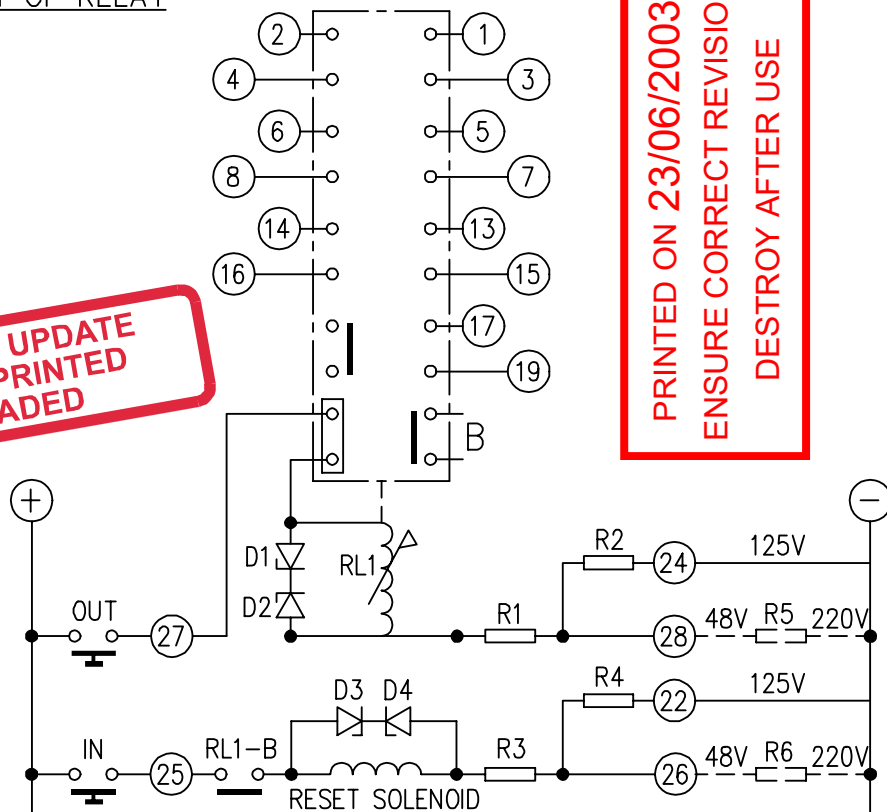 OF RELAY
2 1
4 3
6 5
8 7
14 13
16 15
17
19
B
PRINTED ON 23/06/2003
ENSURE CORRECT REVISIO
DESTROY AFTER USE
UPDATE
PRINTED
ADED
+ −
D1 RL1 R2 24 125V
D2
OUT 27 R1 28 48V R5 220V
D3 D4 R4 22 125V
IN 25 RL1-B R3 26 48V R6 220V
RESET SOLENOID